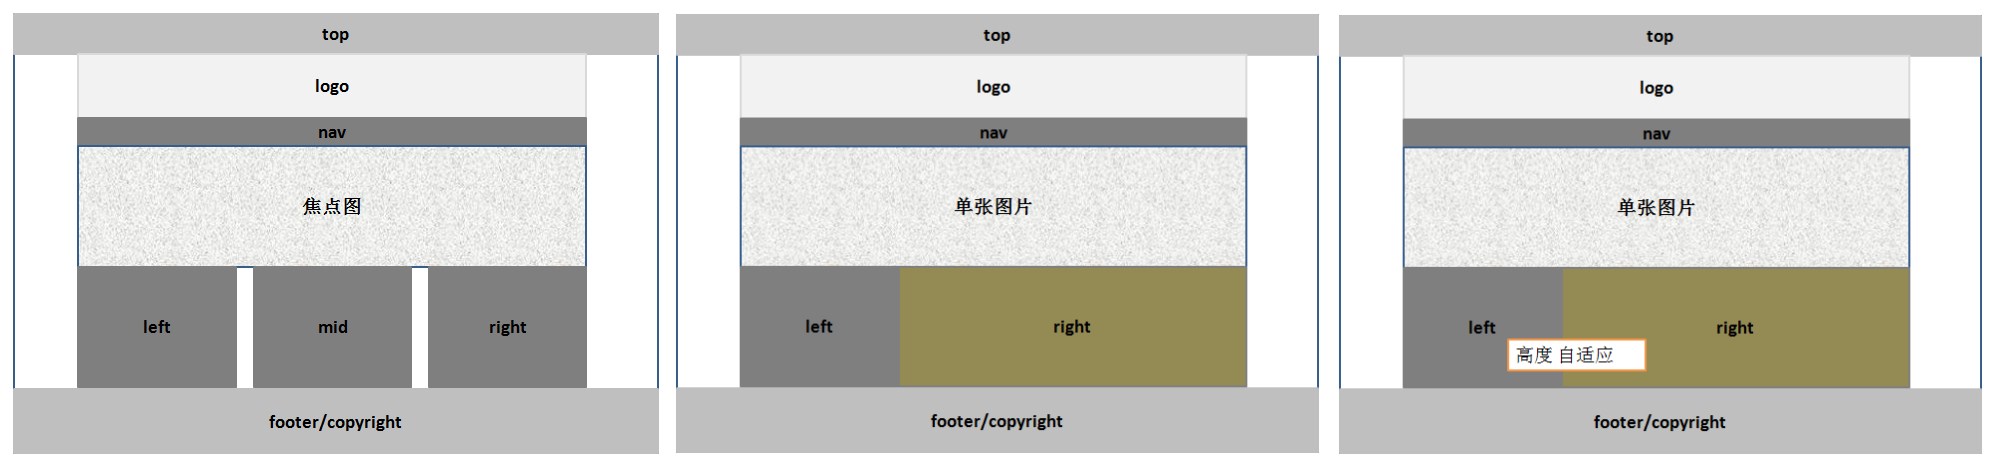 top
logo
nav
焦点图
left
mid
right
footer/copyright
top
logo
nav
单张图片
left
right
footer/copyright
top
logo
nav
单张图片
left
right
高度 自适应
footer/copyright